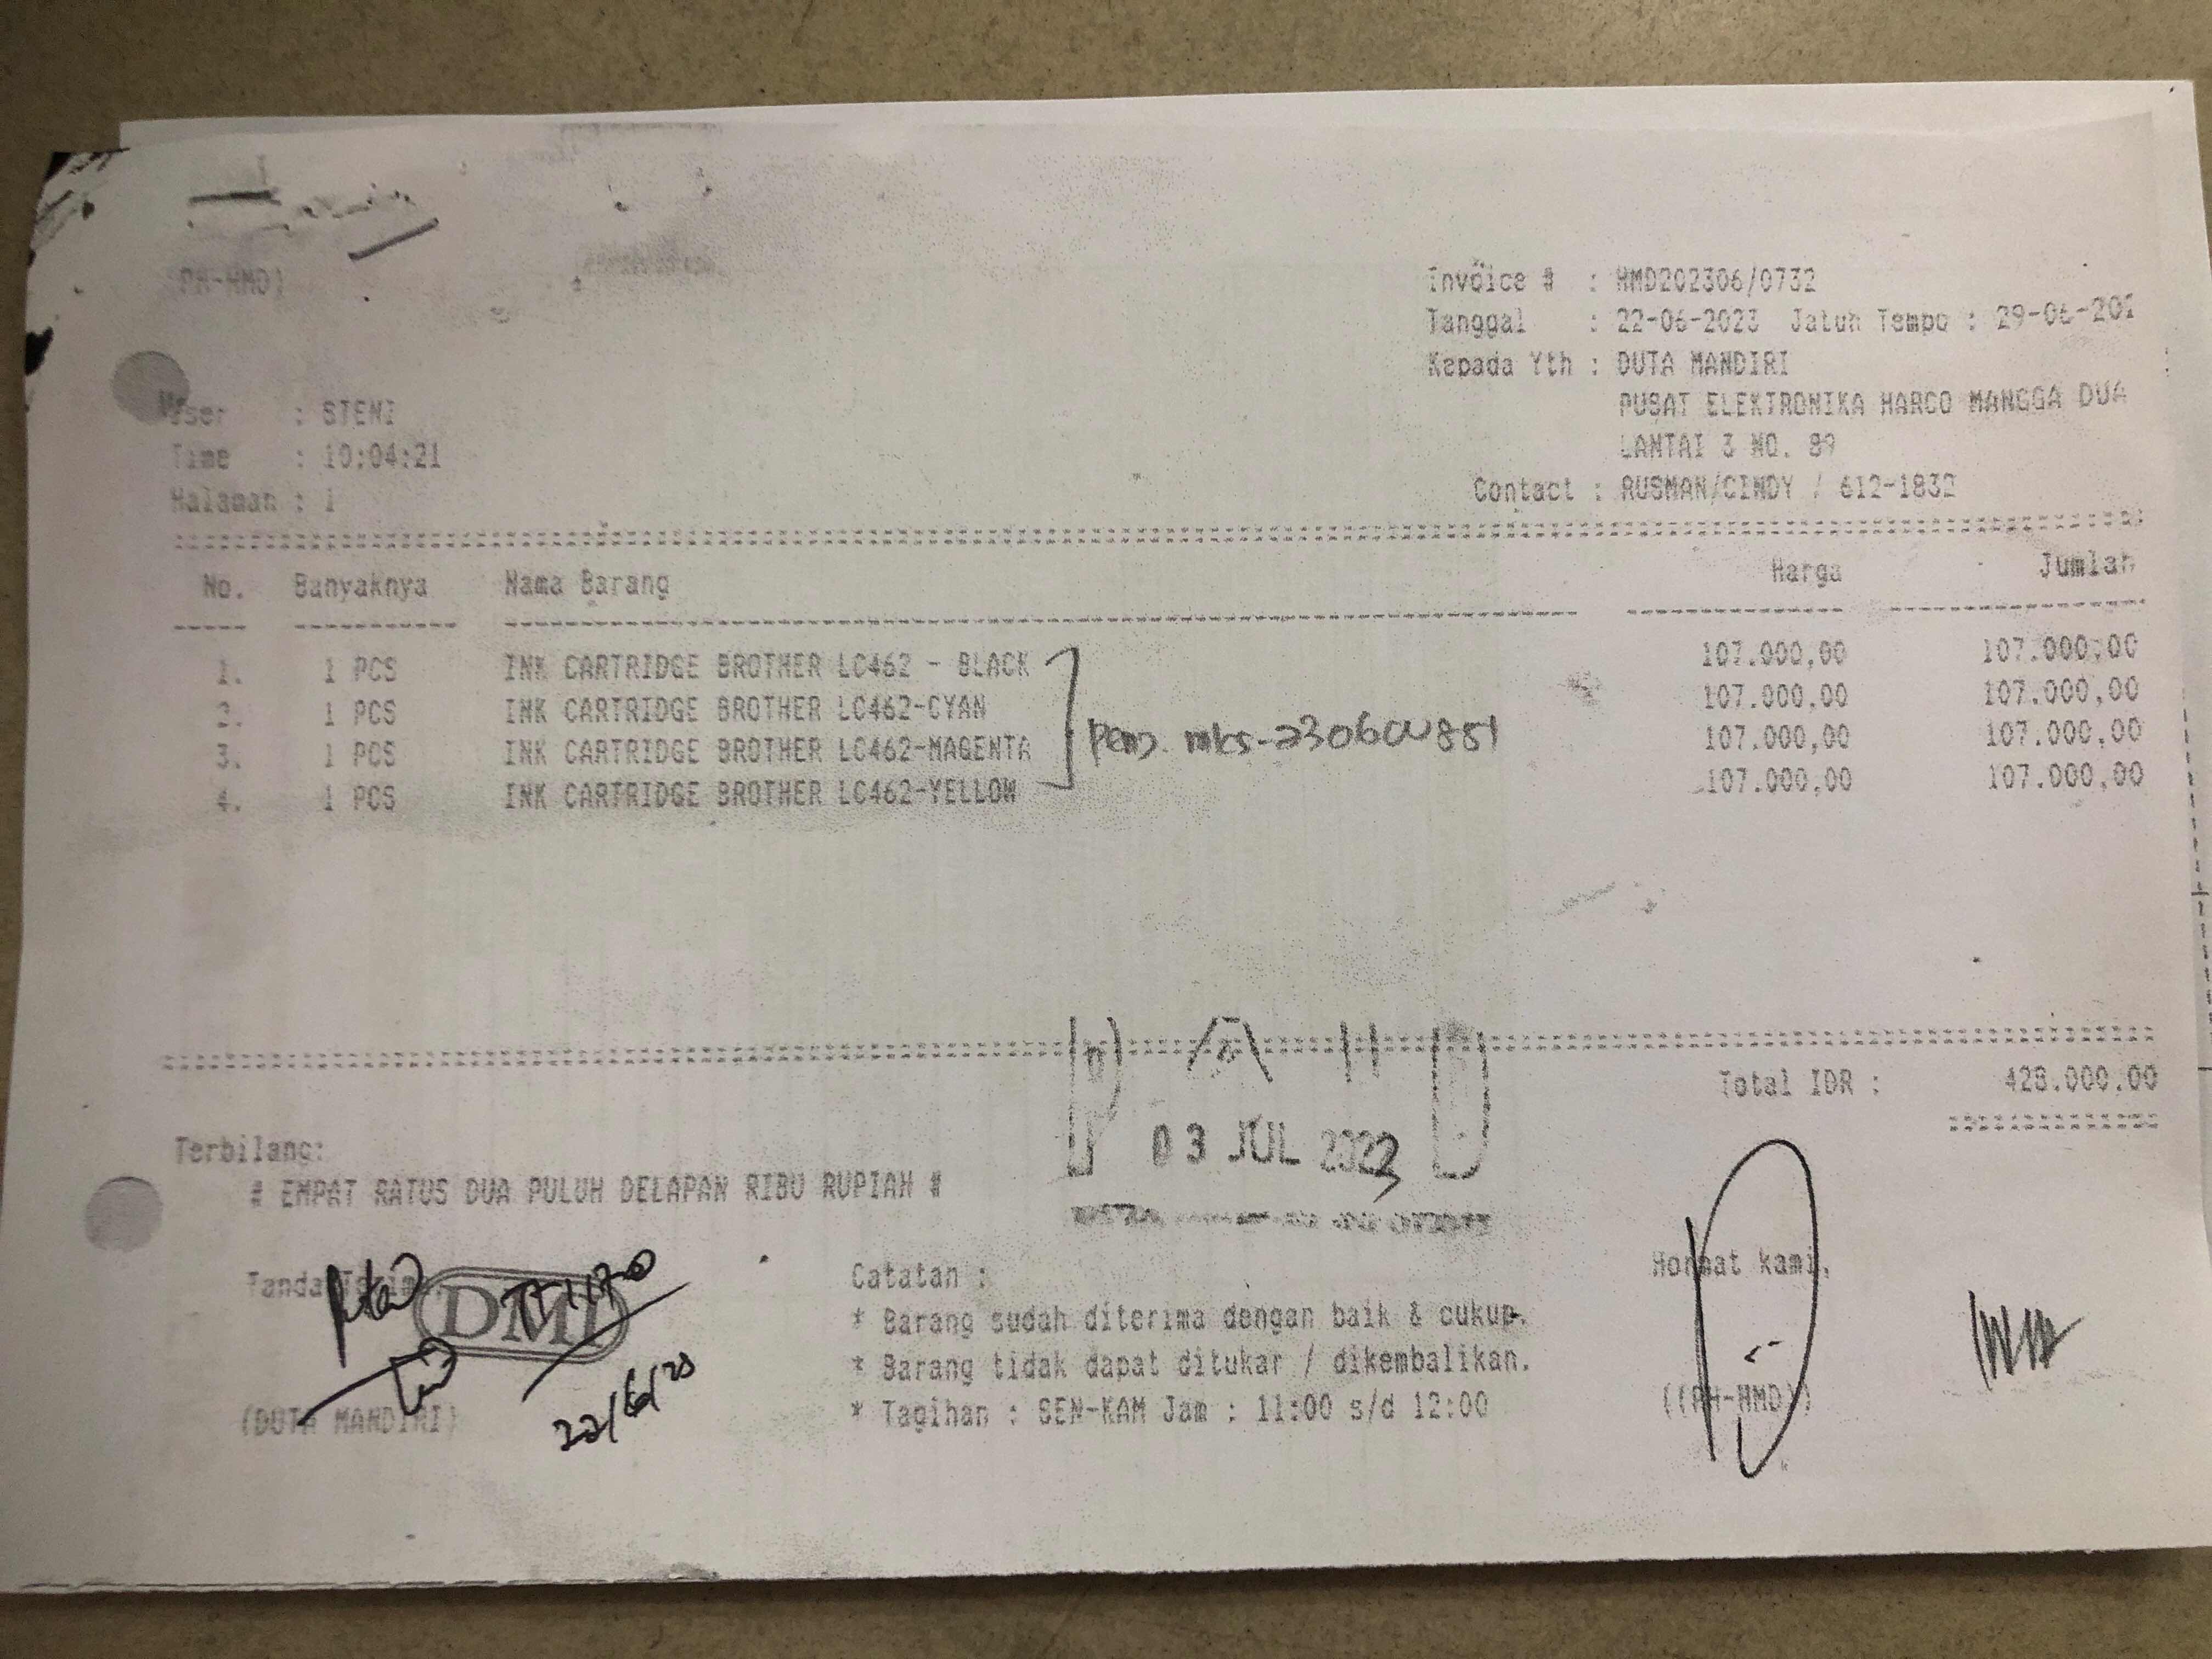 Invoice # : HMD202306/0732
Tanggal : 22-06-2023 Jatuh Tempo : 29-06-202
Kepada Yth : DUTA MANDIRI
PUSAT ELEKTRONIKA HARCO MANGGA DUA
LANTAI 3 NO. 89
Contact : RUSMAN/CINDY / 612-1832
User : STENI
Time : 10:04:21
Halaman : 1
No. Banyaknya Nama Barang Harga Jumlah
1. 1 PCS INK CARTRIDGE BROTHER LC462 - BLACK 107.000,00 107.000,00
2. 1 PCS INK CARTRIDGE BROTHER LC462-CYAN 107.000,00 107.000,00
3. 1 PCS INK CARTRIDGE BROTHER LC462-MAGENTA 107.000,00 107.000,00
4. 1 PCS INK CARTRIDGE BROTHER LC462-YELLOW 107.000,00 107.000,00
Total IDR : 428.000,00
03 JUL 2023
Terbilang:
# EMPAT RATUS DUA PULUH DELAPAN RIBU RUPIAH #
Tanda
DMI
22/6/23
(DUTA MANDIRI)
Catatan :
* Barang sudah diterima dengan baik & cukup.
* Barang tidak dapat ditukar / dikembalikan.
* Tagihan : SEN-KAM Jam : 11:00 s/d 12:00
Hormat kami,
((RH-HMD))